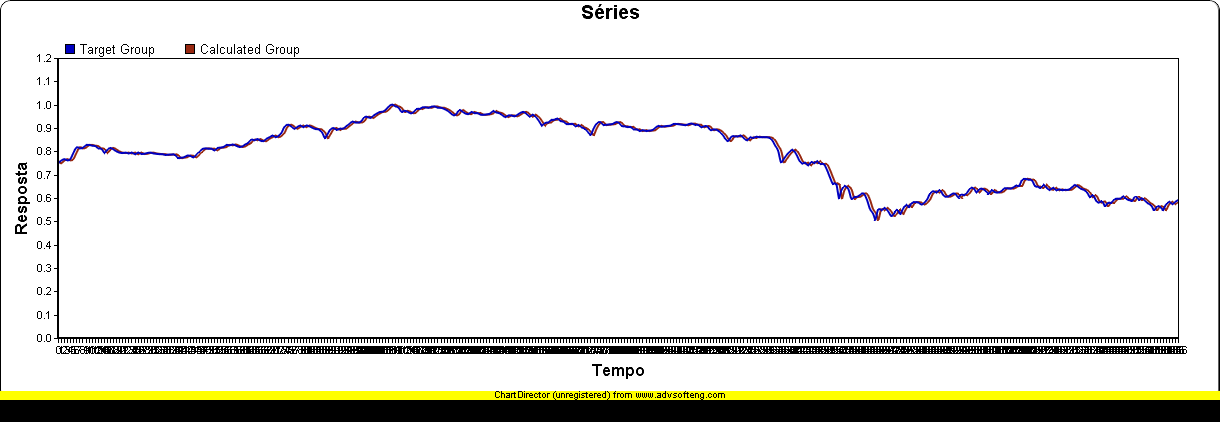 Séries
Target Group
Calculated Group
1.2
1.1
1.0
0.9
0.8
0.7
0.6
0.5
0.4
0.3
0.2
0.1
0.0
Resposta
Tempo
ChartDirector (unregistered) from www.advsofteng.com